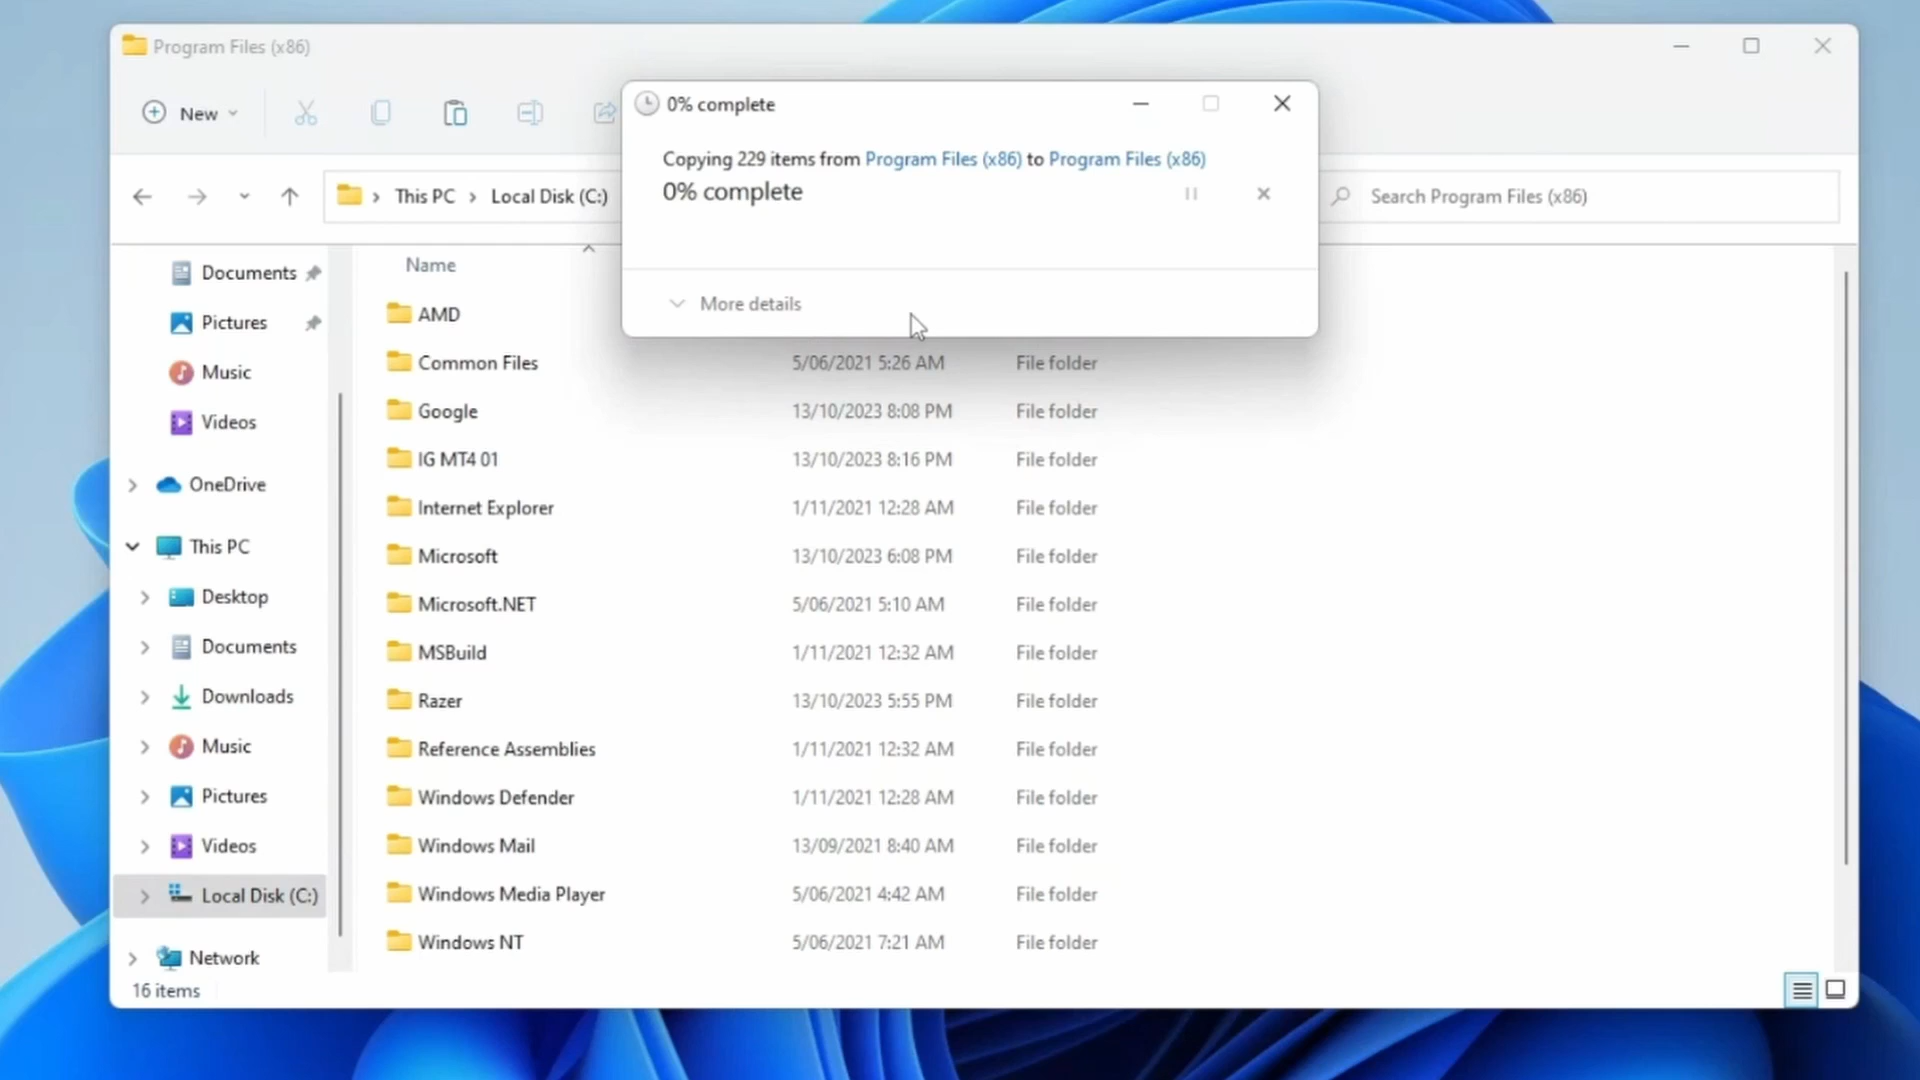 Program Files (x86)
New
0% complete
Copying 229 items from Program Files (x86) to Program Files (x86)
0% complete
More details
This PC > Local Disk (C:)
Search Program Files (x86)
Documents
Pictures
Music
Videos
OneDrive
This PC
Desktop
Documents
Downloads
Music
Pictures
Videos
Local Disk (C:)
Network
Name
AMD
Common Files 5/06/2021 5:26 AM File folder
Google 13/10/2023 8:08 PM File folder
IG MT4 01 13/10/2023 8:16 PM File folder
Internet Explorer 1/11/2021 12:28 AM File folder
Microsoft 13/10/2023 6:08 PM File folder
Microsoft.NET 5/06/2021 5:10 AM File folder
MSBuild 1/11/2021 12:32 AM File folder
Razer 13/10/2023 5:55 PM File folder
Reference Assemblies 1/11/2021 12:32 AM File folder
Windows Defender 1/11/2021 12:28 AM File folder
Windows Mail 13/09/2021 8:40 AM File folder
Windows Media Player 5/06/2021 4:42 AM File folder
Windows NT 5/06/2021 7:21 AM File folder
16 items